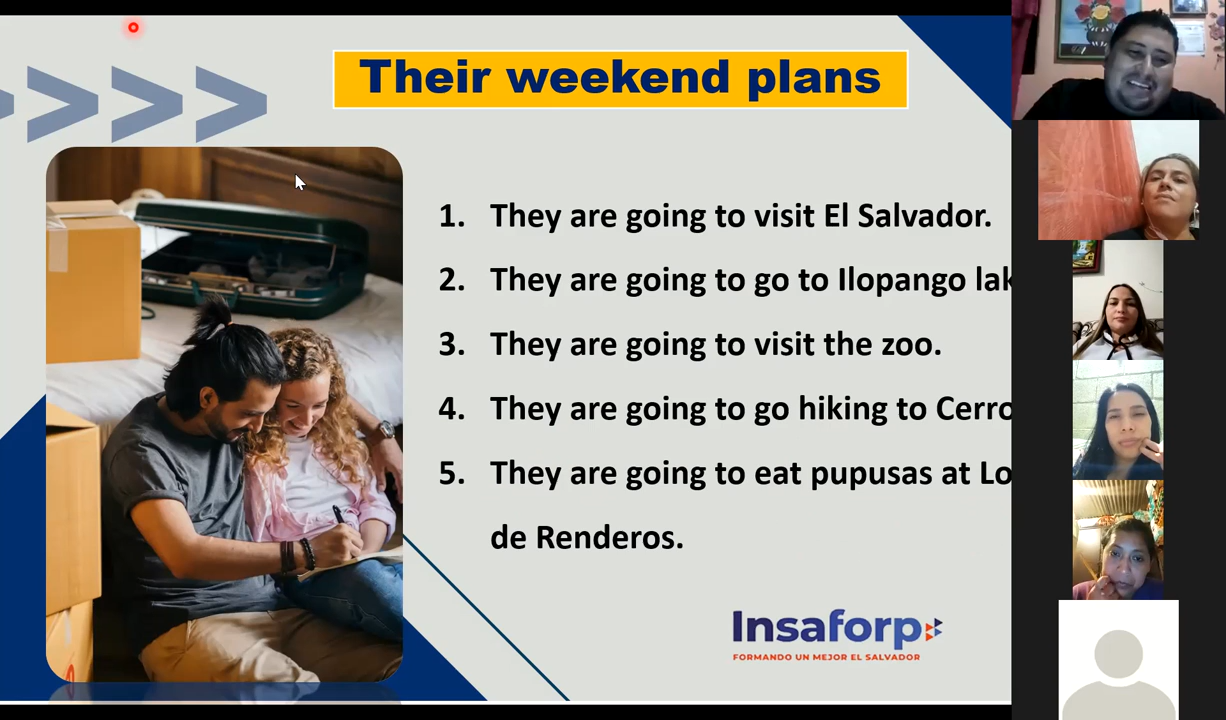 Their weekend plans
1. They are going to visit El Salvador.
2. They are going to go to Ilopango
3. They are going to visit the zoo.
4. They are going to go hiking to Cerro
5. They are going to eat pupusas at
de Renderos.
Insaforp
FORMANDO UN MEJOR EL SALVADOR